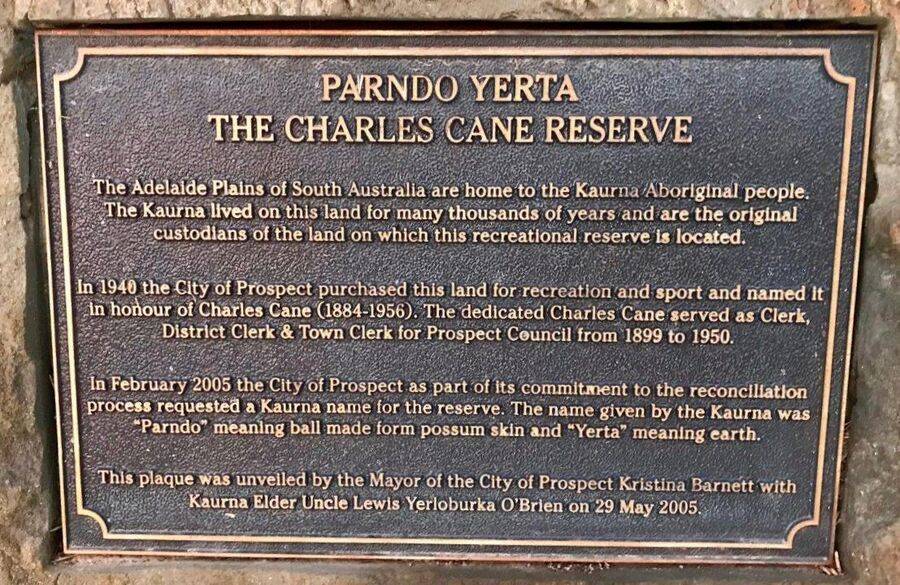 PARNDO YERTA
THE CHARLES CANE RESERVE
The Adelaide Plains of South Australia are home to the Kaurna Aboriginal people.
The Kaurna lived on this land for many thousands of years and are the original
custodians of the land on which this recreational reserve is located.
In 1940 the City of Prospect purchased this land for recreation and sport and named it
in honour of Charles Cane (1884-1956). The dedicated Charles Cane served as Clerk,
District Clerk & Town Clerk for Prospect Council from 1899 to 1950.
In February 2005 the City of Prospect as part of its commitment to the reconciliation
process requested a Kaurna name for the reserve. The name given by the Kaurna was
“Parndo” meaning ball made form possum skin and “Yerta” meaning earth.
This plaque was unveiled by the Mayor of the City of Prospect Kristina Barnett with
Kaurna Elder Uncle Lewis Yerloburka O'Brien on 29 May 2005.